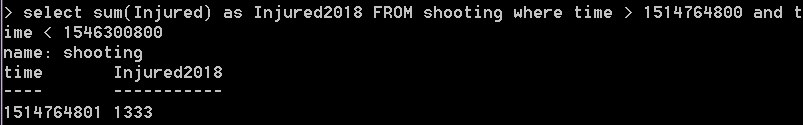 > select sum(Injured) as Injured2018 FROM shooting where time > 1514764800 and t
ime < 1546300800
name: shooting
time       Injured2018
----       -----------
1514764801 1333